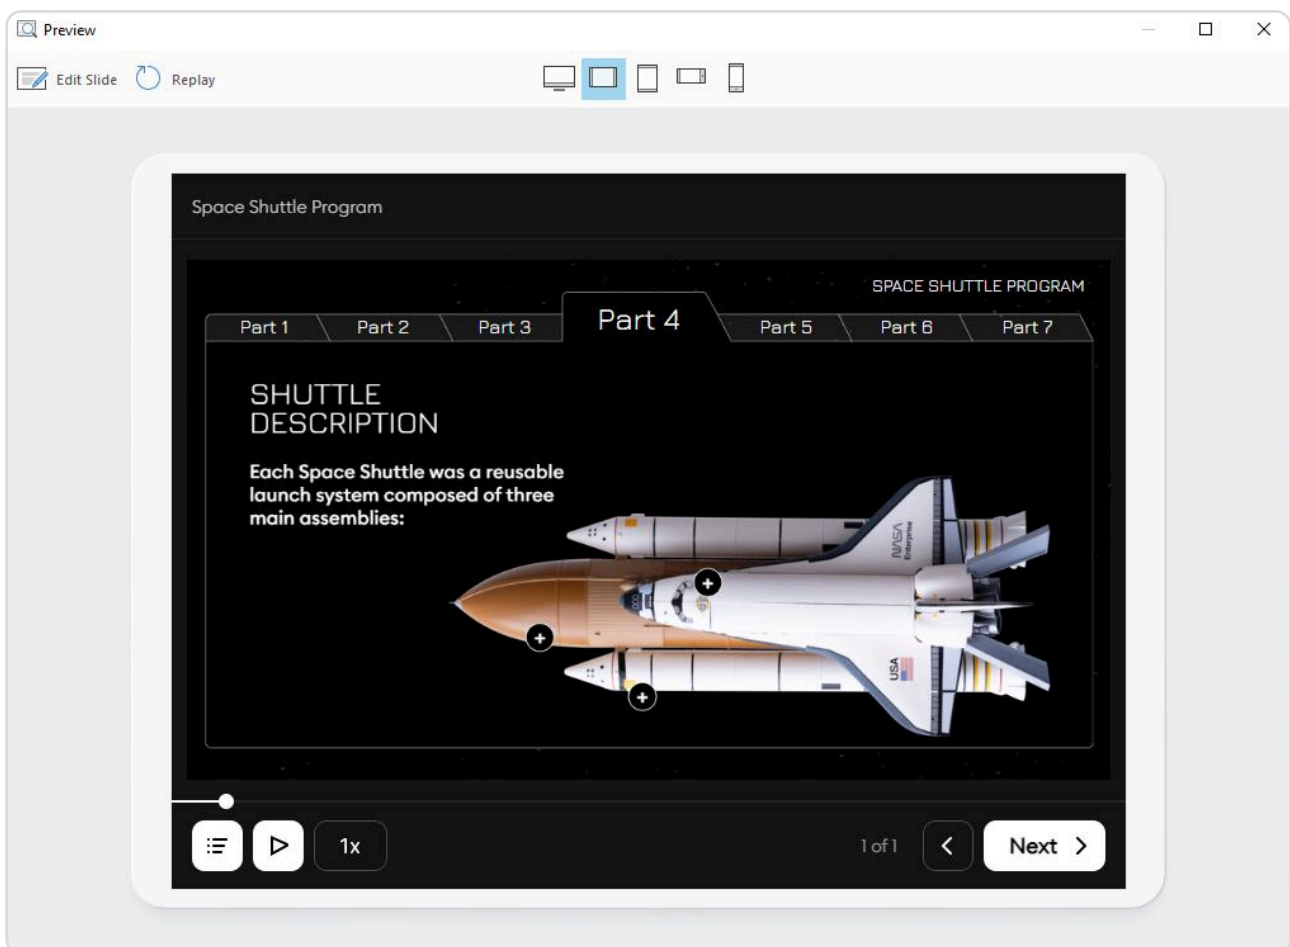 Preview
Edit Slide Replay
Space Shuttle Program
SPACE SHUTTLE PROGRAM
Part 1 Part 2 Part 3 Part 4 Part 5 Part 6 Part 7
SHUTTLE
DESCRIPTION
Each Space Shuttle was a reusable
launch system composed of three
main assemblies:
NASA
Enterprise
USA
1x 1 of 1 Next